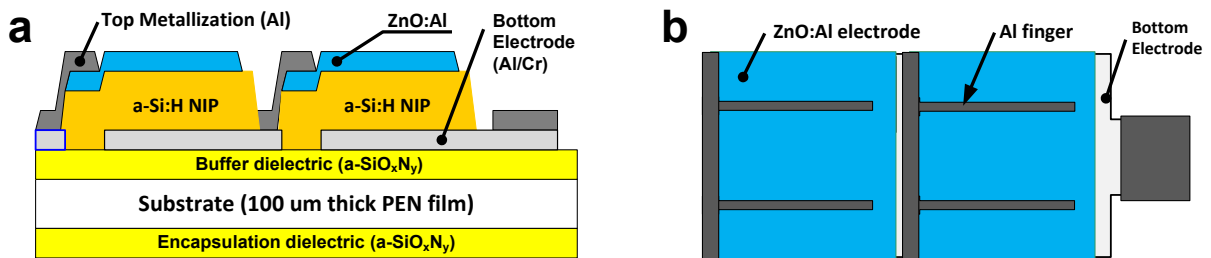 a
Top Metallization (Al)
ZnO:Al
Bottom
Electrode
(Al/Cr)
a-Si:H NIP
a-Si:H NIP
Buffer dielectric (a-SiOxNy)
Substrate (100 um thick PEN film)
Encapsulation dielectric (a-SiOxNy)
b
ZnO:Al electrode
Al finger
Bottom
Electrode